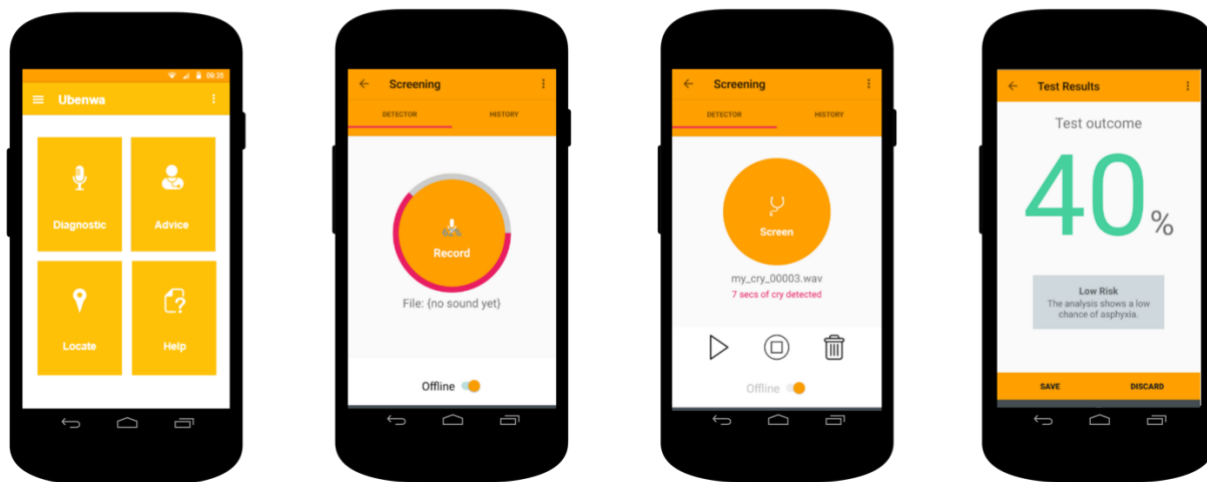 09:35
Ubenwa
Diagnostic
Advice
Locate
Help
Screening
DETECTOR
HISTORY
Record
File: {no sound yet}
Offline
Screening
DETECTOR
HISTORY
Screen
my_cry_00003.wav
7 secs of cry detected
Offline
Test Results
Test outcome
40%
Low Risk
The analysis shows a low
chance of asphyxia.
SAVE
DISCARD